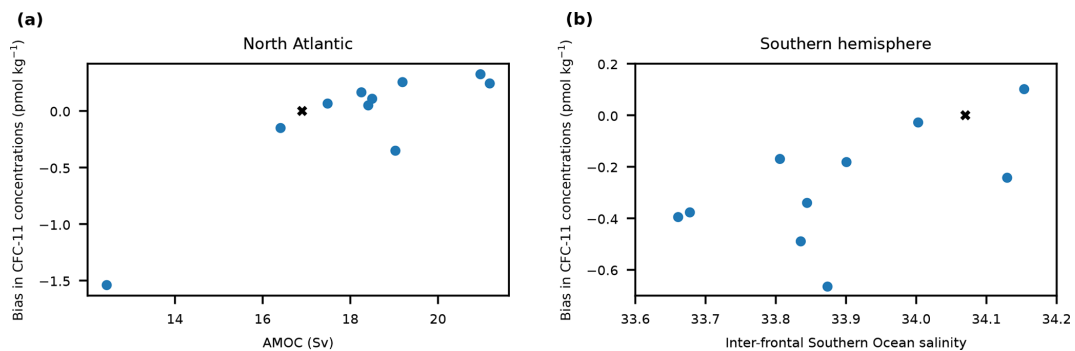 (a)
North Atlantic
Bias in CFC-11 concentrations (pmol kg⁻¹)
0.0
−0.5
−1.0
−1.5
14 16 18 20
AMOC (Sv)
(b)
Southern hemisphere
Bias in CFC-11 concentrations (pmol kg⁻¹)
0.2
0.0
−0.2
−0.4
−0.6
33.6 33.7 33.8 33.9 34.0 34.1 34.2
Inter-frontal Southern Ocean salinity